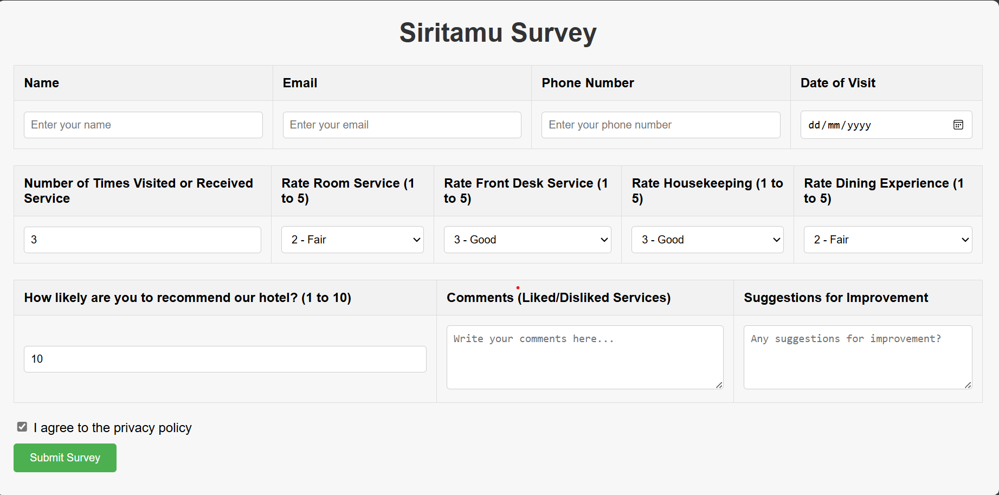 Siritamu Survey
Name
Email
Phone Number
Date of Visit
Enter your name
Enter your email
Enter your phone number
dd/mm/yyyy
Number of Times Visited or Received
Service
Rate Room Service (1
to 5)
Rate Front Desk Service (1
to 5)
Rate Housekeeping (1 to
5)
Rate Dining Experience (1
to 5)
3
2 - Fair
3 - Good
3 - Good
2 - Fair
How likely are you to recommend our hotel? (1 to 10)
Comments (Liked/Disliked Services)
Suggestions for Improvement
10
Write your comments here...
Any suggestions for improvement?
I agree to the privacy policy
Submit Survey